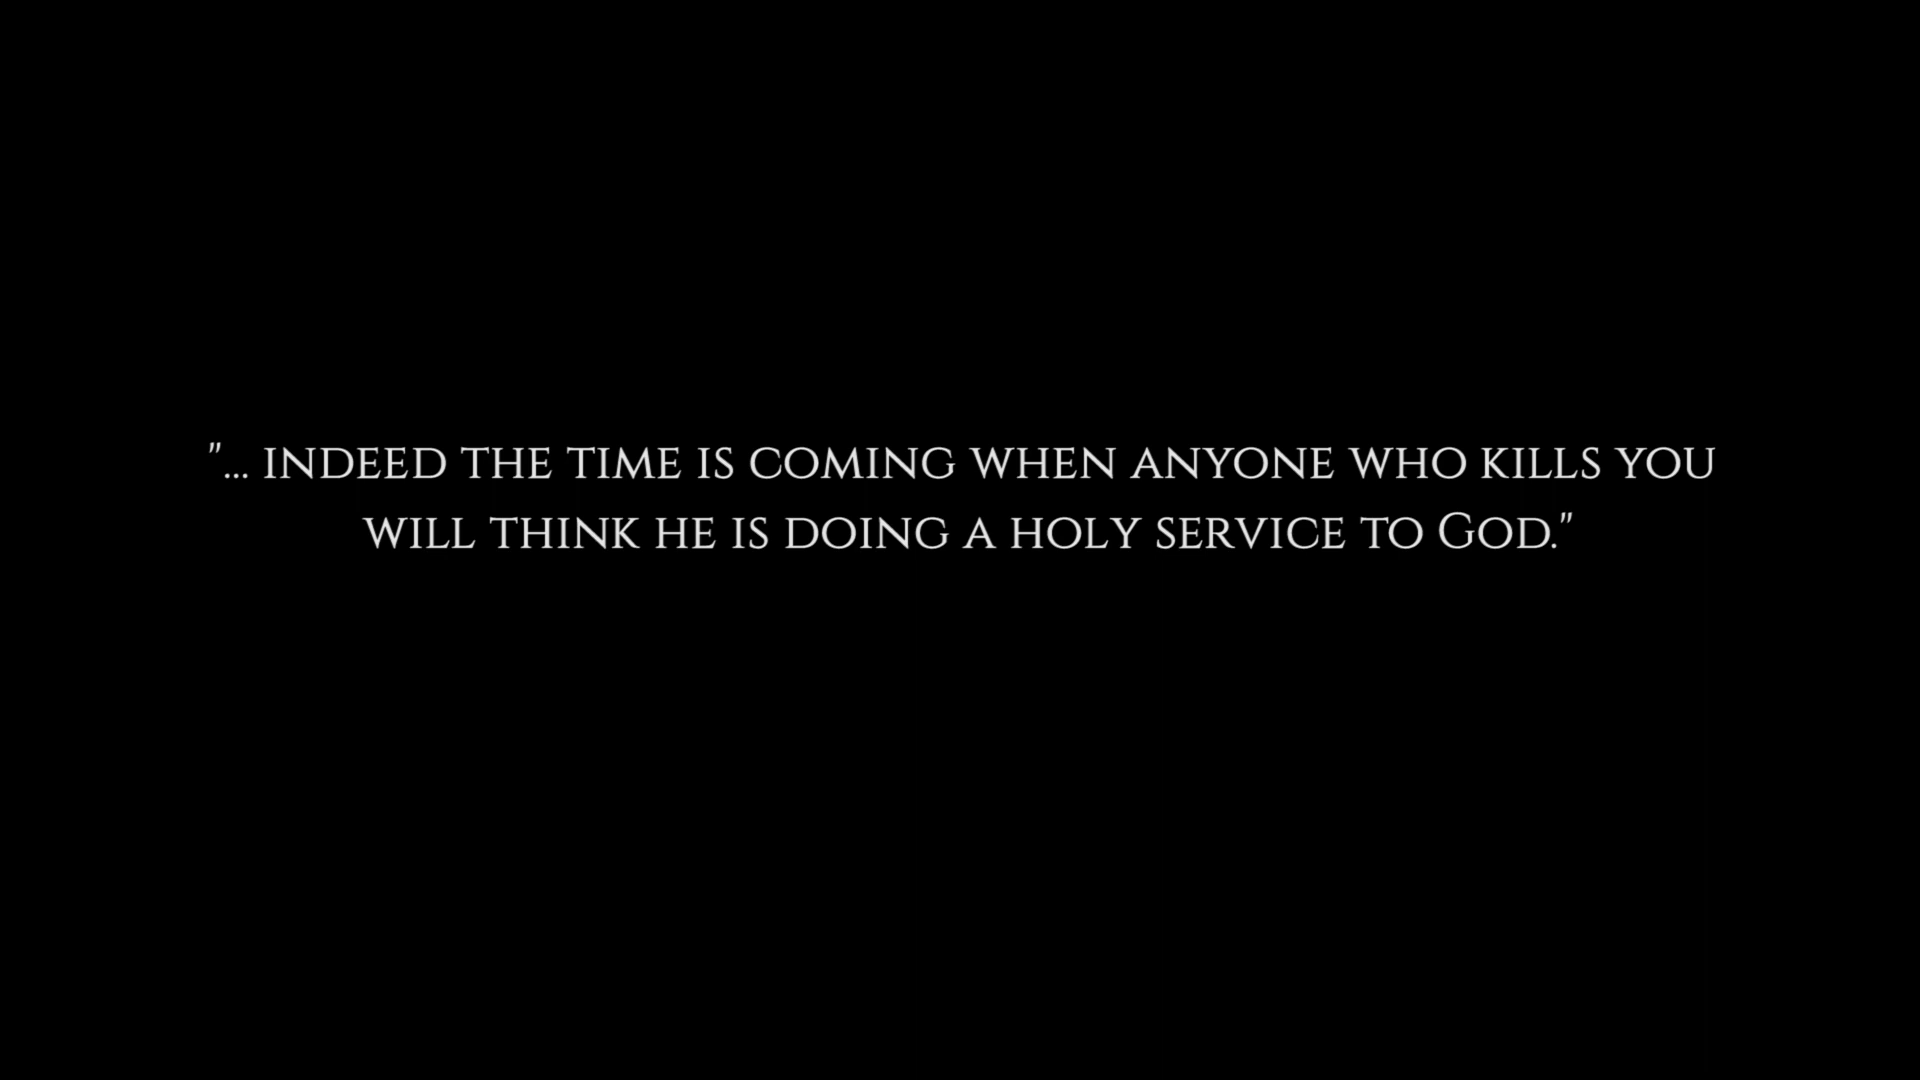 "... indeed the time is coming when anyone who kills you
will think he is doing a holy service to God."